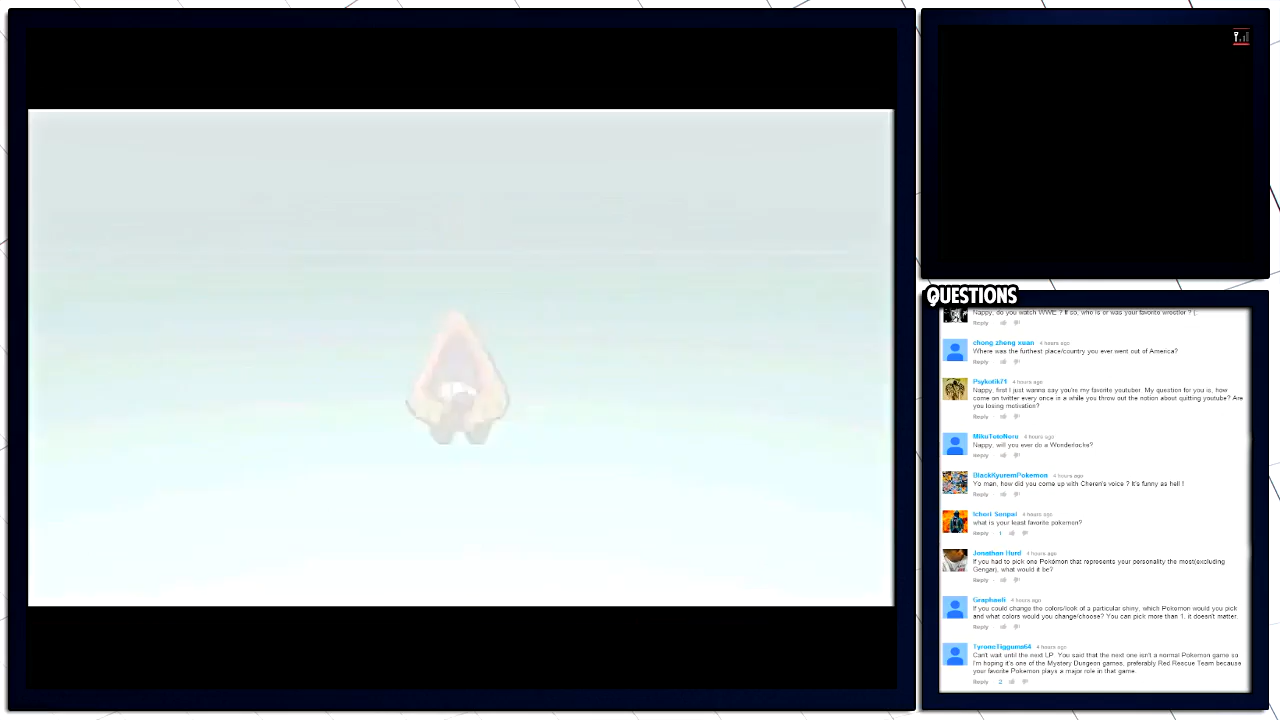 QUESTIONS
Nappy, do you watch WWE ? If so, who is or was your favorite wrestler ? (.
Reply
chong zheng xuan 4 hours ago
Where was the furthest place/country you ever went out of America?
Reply
Psykotik71 4 hours ago
Nappy, first I just wanna say you're my favorite youtuber. My question for you is, how
come on twitter every once in a while you throw out the notion about quitting youtube? Are
you losing motivation?
Reply
4 hours ago
Nappy, will you ever do a Wonderlocke?
Reply
BlackKyuremPokemon 4 hours ago
Yo man, how did you come up with Cheren's voice ? It's funny as hell !
Reply
Ichori Senpai 4 hours ago
what is your least favorite pokemon?
Reply 1
Jonathan Hurd 4 hours ago
If you had to pick one Pokémon that represents your personality the most(excluding
Gengar), what would it be?
Reply
4 hours ago
If you could change the colors/look of a particular shiny, which Pokemon would you pick
and what colors would you change/choose? You can pick more than 1, it doesn't matter.
Reply
4 hours ago
Can't wait until the next LP. You said that the next one isn't a normal Pokemon game so
I'm hoping it's one of the Mystery Dungeon games, preferably Red Rescue Team because
your favorite Pokemon plays a major role in that game.
Reply 2